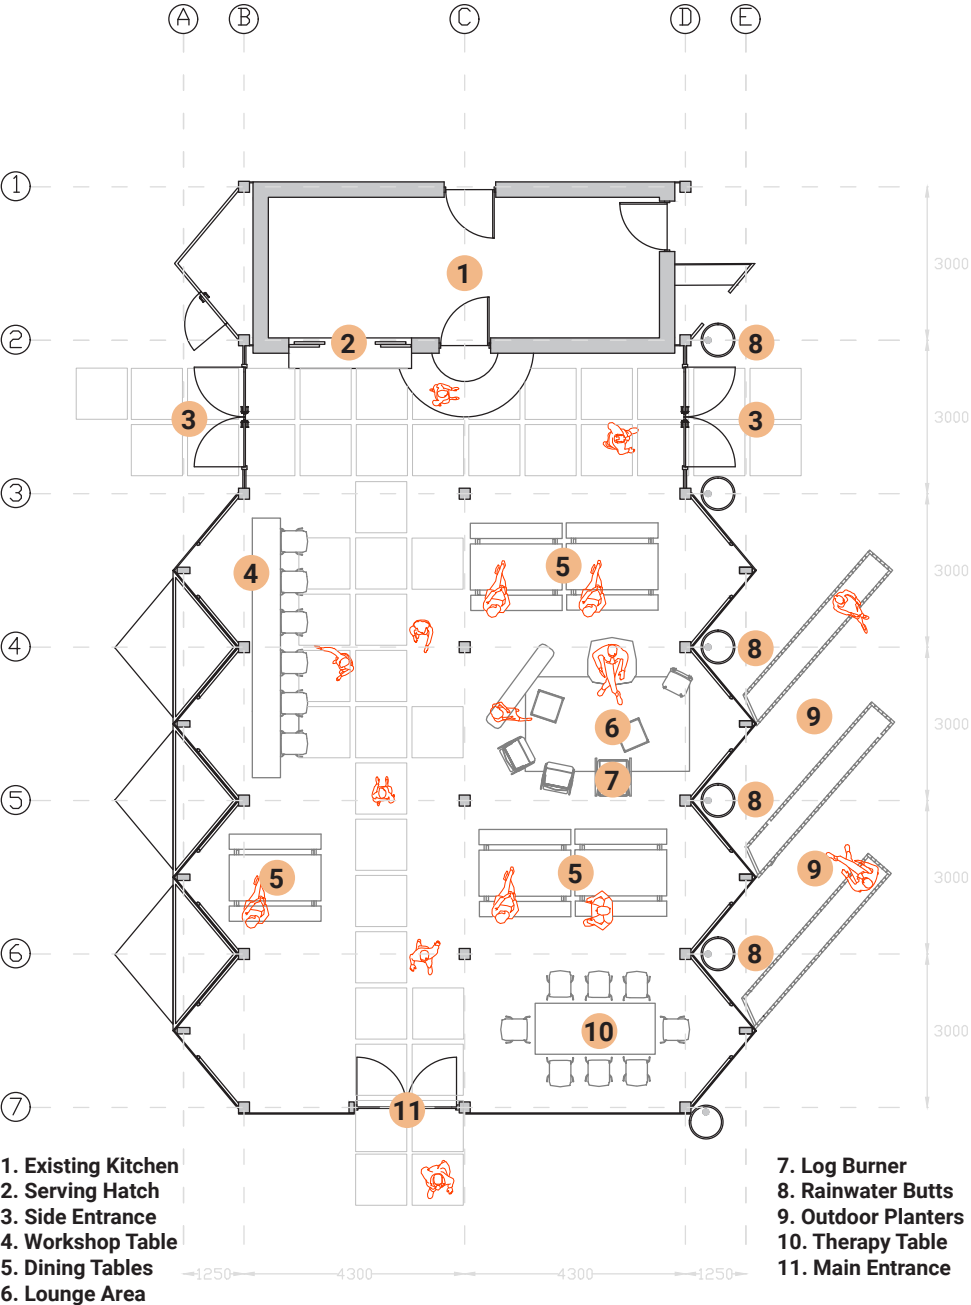 A B C D E
1
1
3000
2
2
8
3
3
3000
3
5
4
3000
4
8
6
9
7
3000
5
8
5
5
9
3000
6
8
10
3000
7
11
1. Existing Kitchen
2. Serving Hatch
3. Side Entrance
4. Workshop Table
5. Dining Tables
6. Lounge Area
7. Log Burner
8. Rainwater Butts
9. Outdoor Planters
10. Therapy Table
11. Main Entrance
1250 4300 4300 1250